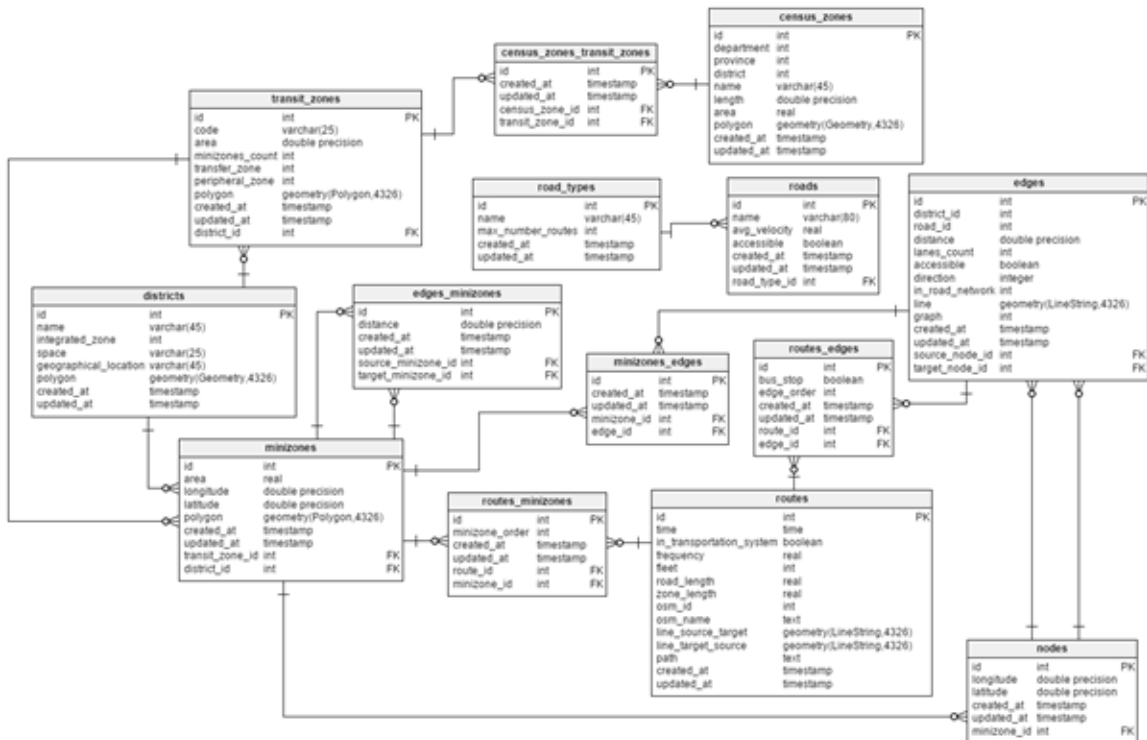 census_zones
id int PK
department int
province int
district int
name varchar(45)
length double precision
area real
polygon geometry(Geometry,4326)
created_at timestamp
updated_at timestamp
census_zones_transit_zones
id int PK
created_at timestamp
updated_at timestamp
census_zone_id int FK
transit_zone_id int FK
transit_zones
id int PK
code varchar(25)
area double precision
minizones_count int
transfer_zone int
peripheral_zone int
polygon geometry(Polygon,4326)
created_at timestamp
updated_at timestamp
district_id int FK
road_types
id int PK
name varchar(45)
max_number_routes int
created_at timestamp
updated_at timestamp
roads
id int PK
name varchar(80)
avg_velocity real
accessible boolean
created_at timestamp
updated_at timestamp
road_type_id int FK
edges
id int PK
district_id int
road_id int
distance double precision
lanes_count int
accessible boolean
direction integer
in_road_network int
line geometry(LineString,4326)
graph int
created_at timestamp
updated_at timestamp
source_node_id int FK
target_node_id int FK
districts
id int PK
name varchar(45)
integrated_zone int
space varchar(25)
geographical_location varchar(45)
polygon geometry(Geometry,4326)
created_at timestamp
updated_at timestamp
edges_minizones
id int PK
distance double precision
created_at timestamp
updated_at timestamp
source_minizone_id int FK
target_minizone_id int FK
minizones_edges
id int PK
created_at timestamp
updated_at timestamp
minizone_id int FK
edge_id int FK
routes_edges
id int PK
bus_stop boolean
edge_order int
created_at timestamp
updated_at timestamp
route_id int FK
edge_id int FK
minizones
id int PK
area real
longitude double precision
latitude double precision
polygon geometry(Polygon,4326)
created_at timestamp
updated_at timestamp
transit_zone_id int FK
district_id int FK
routes_minizones
id int PK
minizone_order int
created_at timestamp
updated_at timestamp
route_id int FK
minizone_id int FK
routes
id int PK
time time
in_transportation_system boolean
frequency real
fleet int
road_length real
zone_length real
osm_id int
osm_name text
line_source_target geometry(LineString,4326)
line_target_source geometry(LineString,4326)
path text
created_at timestamp
updated_at timestamp
nodes
id int PK
longitude double precision
latitude double precision
created_at timestamp
updated_at timestamp
minizone_id int FK